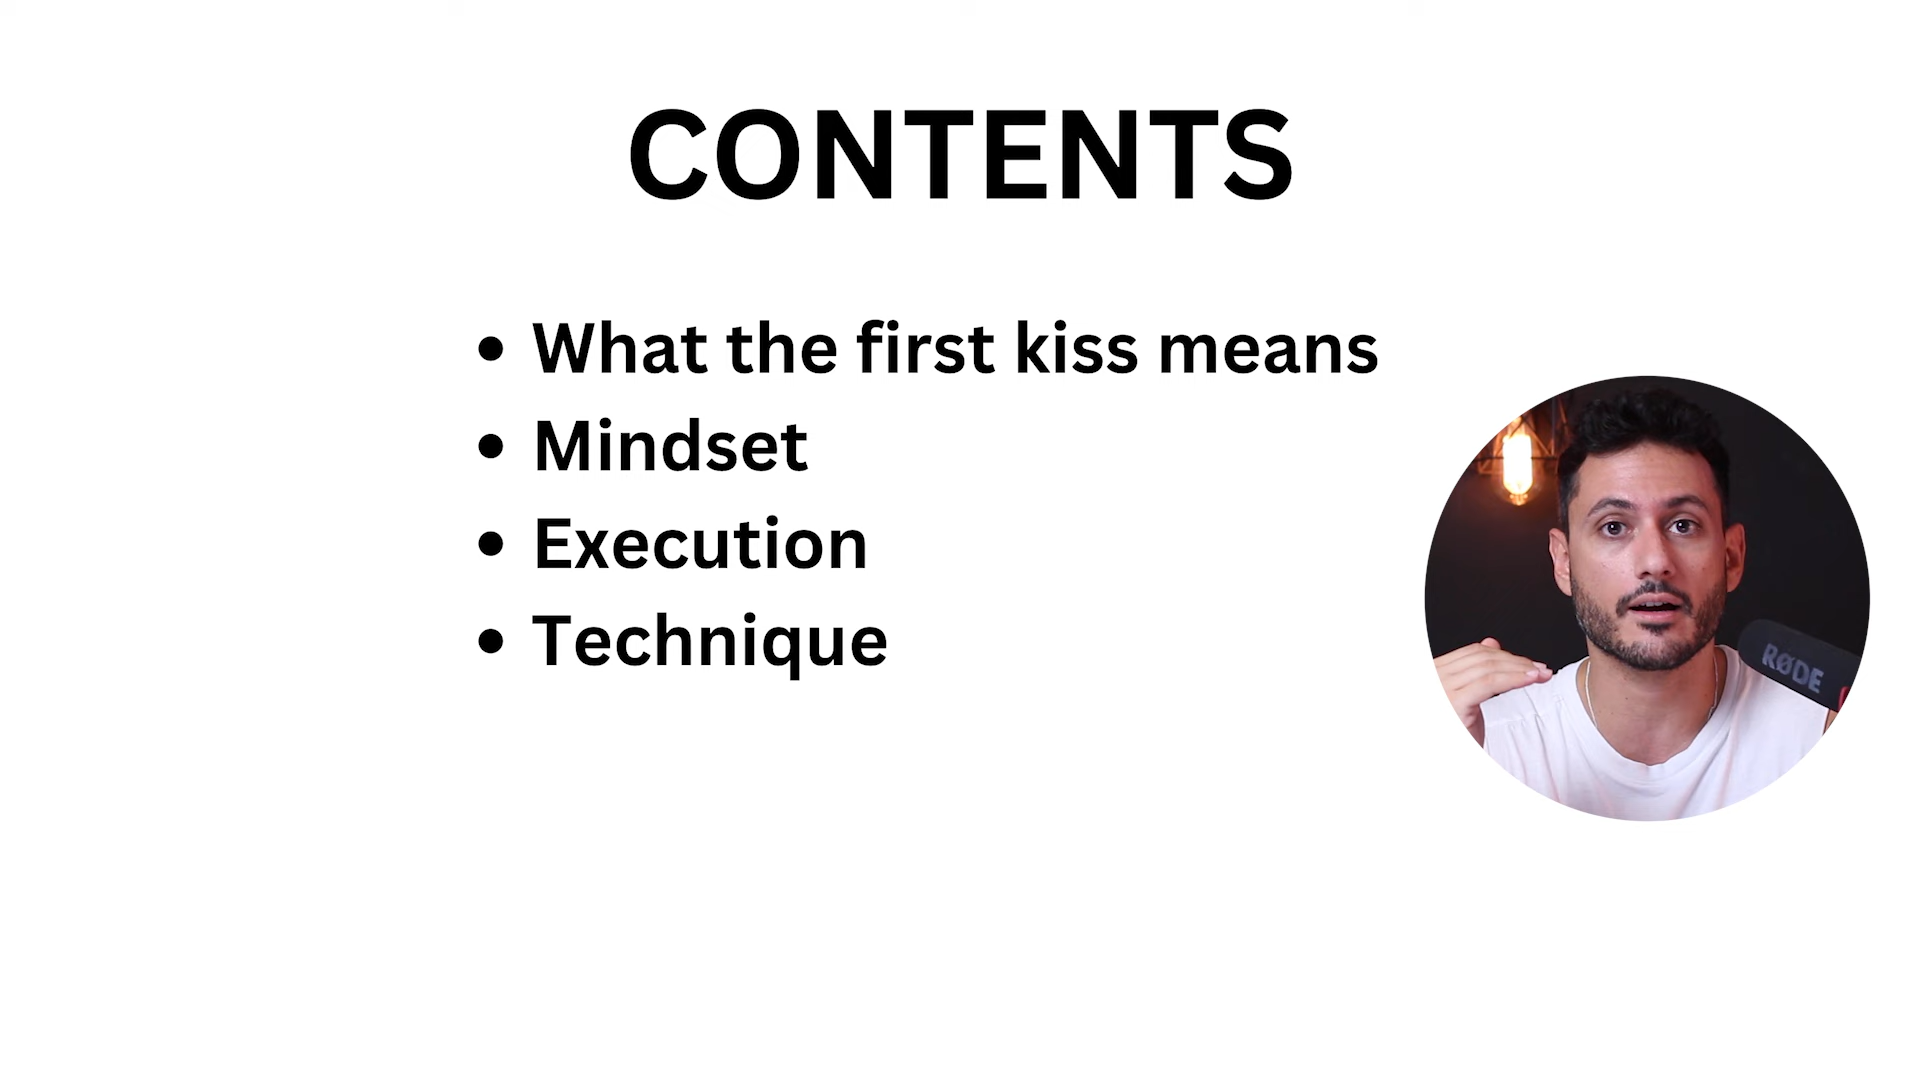 CONTENTS
• What the first kiss means
• Mindset
• Execution
• Technique
RØDE